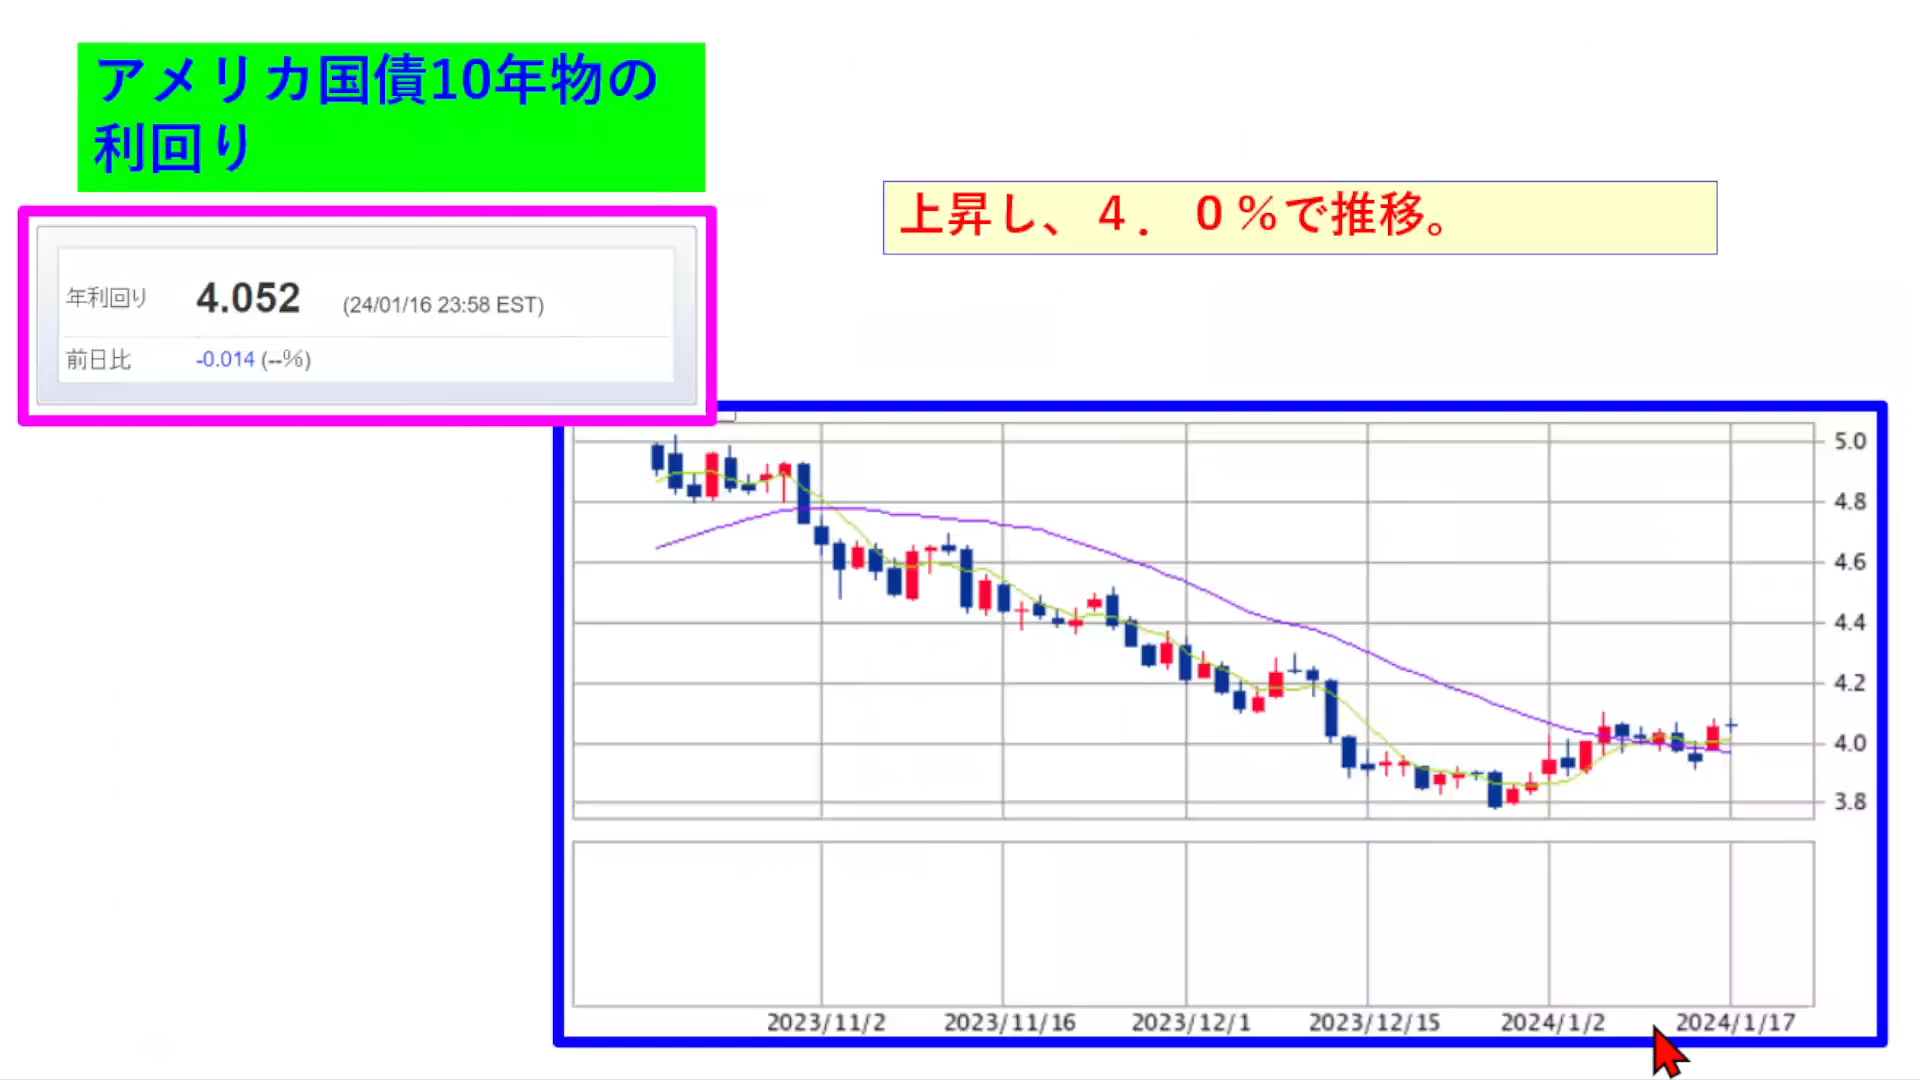 アメリカ国債10年物の
利回り
上昇し、４．０％で推移。
年利回り 4.052 (24/01/16 23:58 EST)
前日比 -0.014 (--%)
5.0
4.8
4.6
4.4
4.2
4.0
3.8
2023/11/2 2023/11/16 2023/12/1 2023/12/15 2024/1/2 2024/1/17